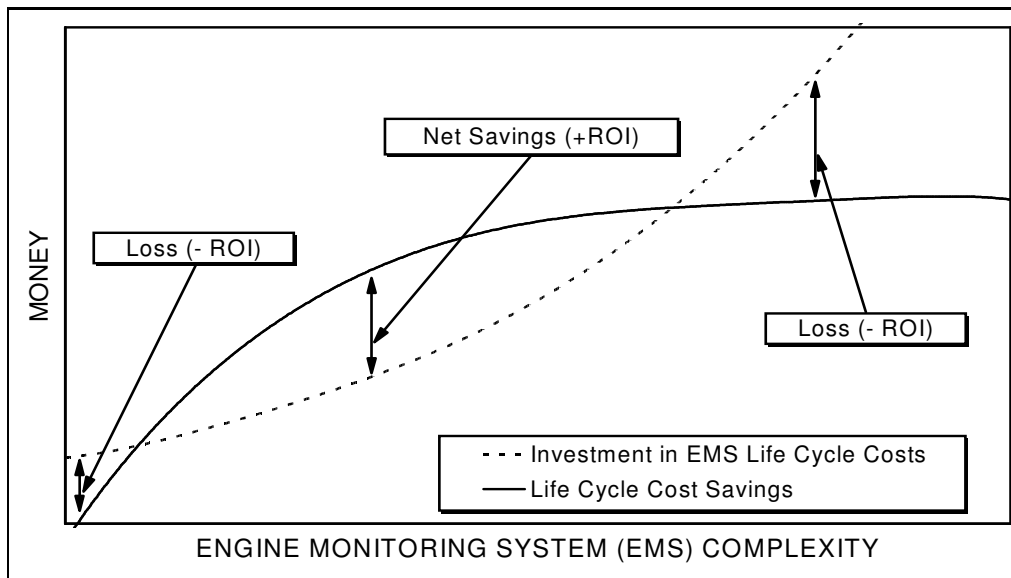 Net Savings (+ROI)
Loss (- ROI)
Loss (- ROI)
MONEY
Investment in EMS Life Cycle Costs
Life Cycle Cost Savings
ENGINE MONITORING SYSTEM (EMS) COMPLEXITY